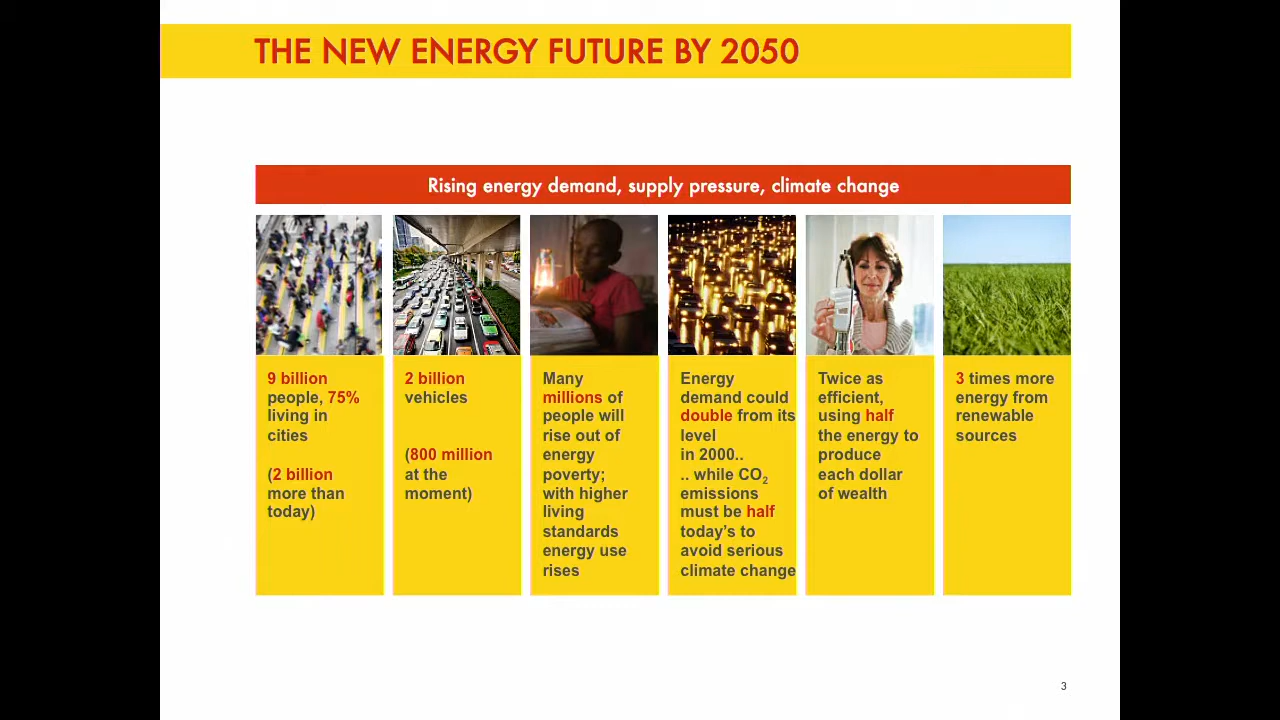 THE NEW ENERGY FUTURE BY 2050
Rising energy demand, supply pressure, climate change
9 billion
people, 75%
living in
cities
(2 billion
more than
today)
2 billion
vehicles
(800 million
at the
moment)
Many
millions of
people will
rise out of
energy
poverty;
with higher
living
standards
energy use
rises
Energy
demand could
double from its
level
in 2000..
.. while CO₂
emissions
must be half
today's to
avoid serious
climate change
Twice as
efficient,
using half
the energy to
produce
each dollar
of wealth
3 times more
energy from
renewable
sources
3